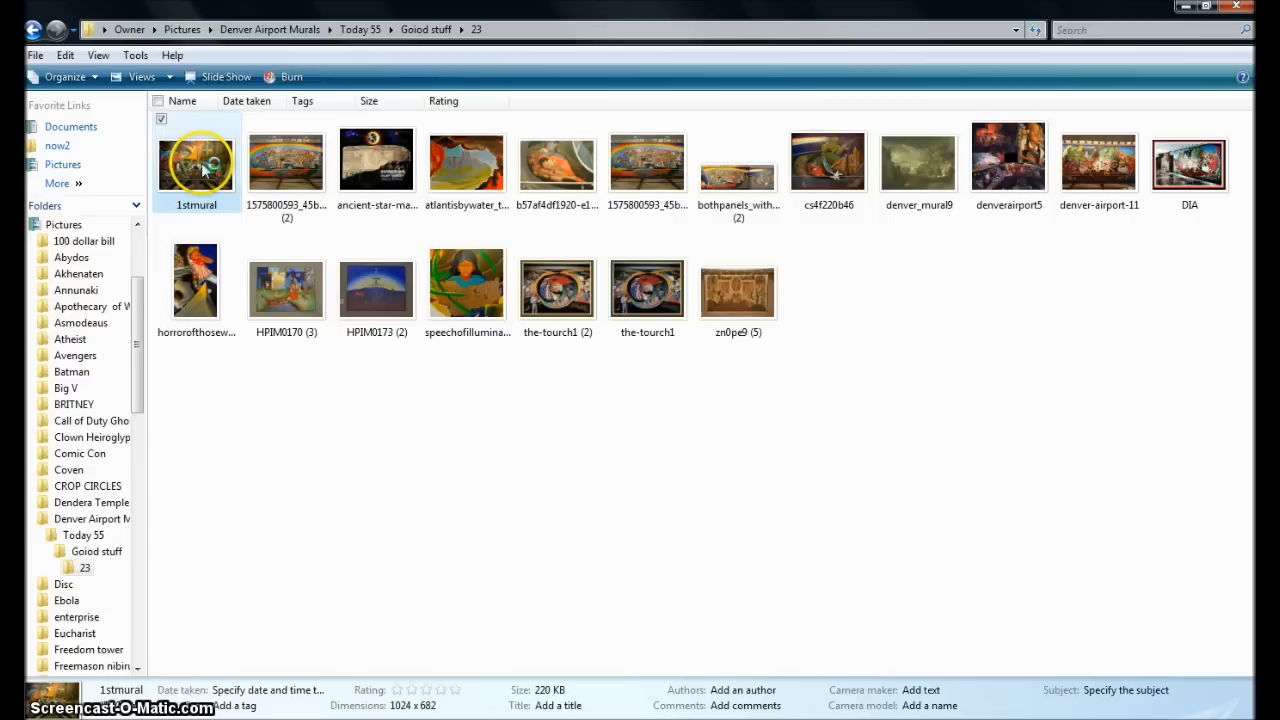 Owner Pictures Denver Airport Murals Today 55 Goiod stuff 23 Search
File Edit View Tools Help
Organize Views Slide Show Burn
Favorite Links
Documents
now2
Pictures
More »
Folders
Pictures
100 dollar bill
Abydos
Akhenaten
Annunaki
Apothecary of W
Asmodeus
Atheist
Avengers
Batman
Big V
BRITNEY
Call of Duty Gho
Clown Heiroglyp
Comic Con
Coven
CROP CIRCLES
Dendera Temple
Denver Airport M
Today 55
Goiod stuff
23
Disc
Ebola
enterprise
Eucharist
Freedom tower
Freemason nibiru
Name Date taken Tags Size Rating
1stmural 1575800593_45b... (2) ancient-star-ma... atlantisbywater_t... b57af4df1920-e1... 1575800593_45b... bothpanels_with... (2) cs4f220b46 denver_mural9 denverairport5 denver-airport-11 DIA
horrorofthosew... HPIM0170 (3) HPIM0173 (2) speechofillumina... the-tourch1 (2) the-tourch1 zn0pe9 (5)
1stmural Date taken: Specify date and time t... Rating: Size: 220 KB Authors: Add an author Camera maker: Add text Subject: Specify the subject
Add a tag Dimensions: 1024 x 682 Title: Add a title Comments: Add comments Camera model: Add a name
Screencast-O-Matic.com